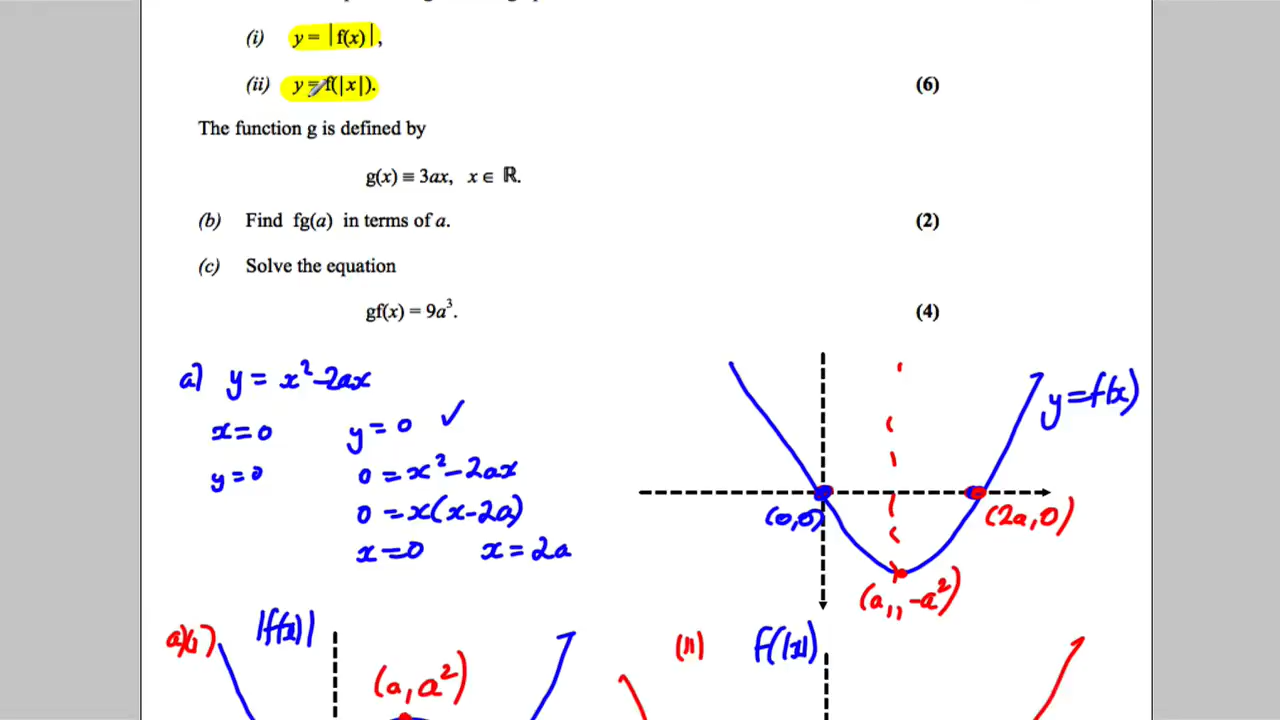 (i) y = |f(x)|,
(ii) y = f(|x|). (6)
The function g is defined by
g(x) ≡ 3ax, x ∈ ℝ.
(b) Find fg(a) in terms of a. (2)
(c) Solve the equation
gf(x) = 9a³. (4)
a) y = x² - 2ax
x = 0 y = 0 ✓
y = 0 0 = x² - 2ax
0 = x(x - 2a)
x = 0 x = 2a
y = f(x)
(0,0) (2a, 0)
(a, -a²)
a)(i) |f(x)|
(a, a²)
(ii) f(|x|)